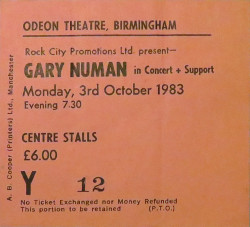 ODEON THEATRE, BIRMINGHAM
Rock City Promotions Ltd. present—
GARY NUMAN in Concert + Support
Monday, 3rd October 1983
Evening 7.30
CENTRE STALLS
£6.00
Y 12
No Ticket Exchanged nor Money Refunded
This portion to be retained (P.T.O.)
A. B. Cooper (Printers) Ltd., Manchester